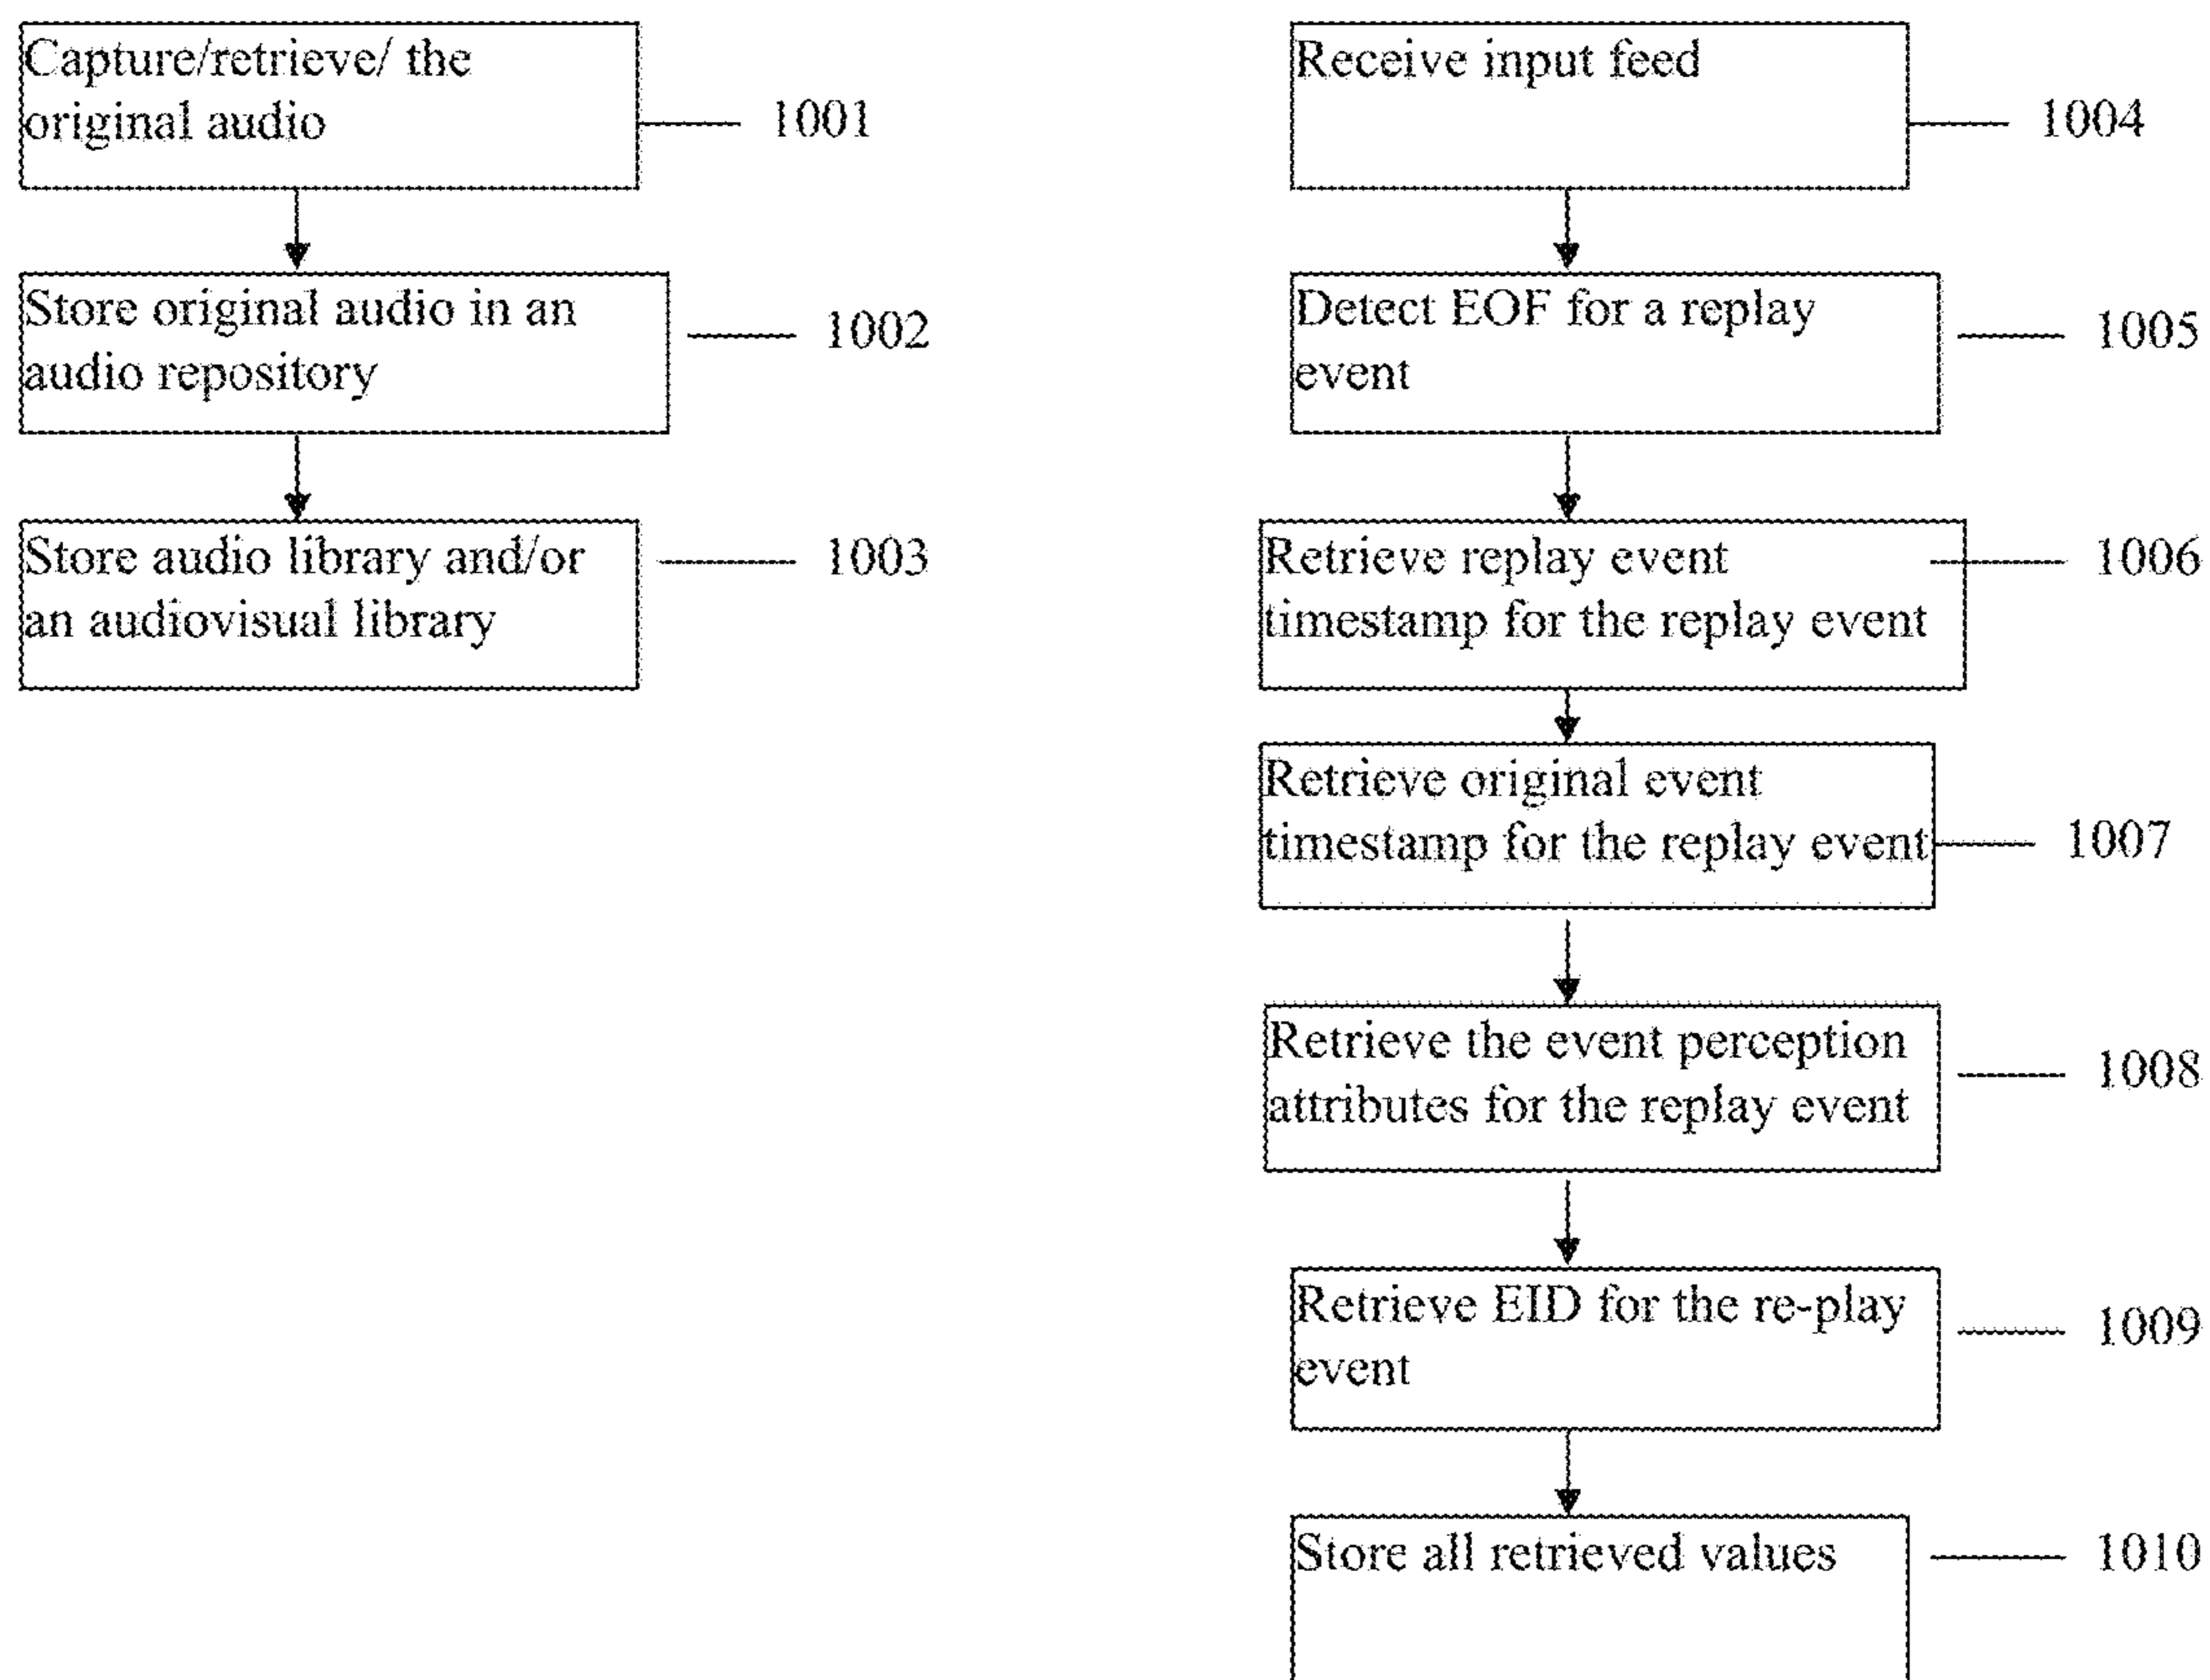 Capture/retrieve/ the
original audio
1001
Store original audio in an
audio repository
1002
Store audio library and/or
an audiovisual library
1003
Receive input feed
1004
Detect EOF for a replay
event
1005
Retrieve replay event
timestamp for the replay event
1006
Retrieve original event
timestamp for the replay event
1007
Retrieve the event perception
attributes for the replay event
1008
Retrieve EID for the re-play
event
1009
Store all retrieved values
1010